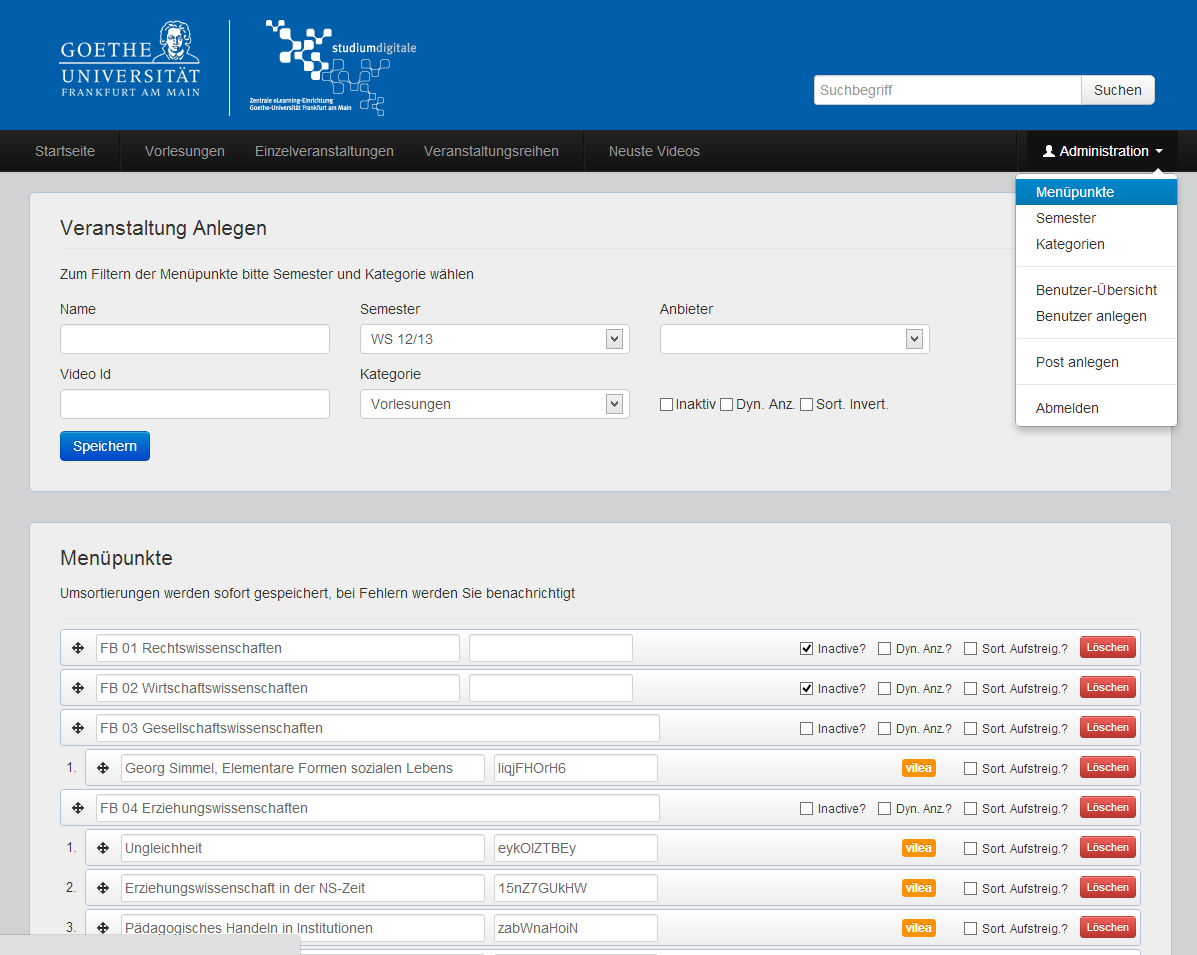 GOETHE
UNIVERSITÄT
FRANKFURT AM MAIN
studiumdigitale
Zentrale eLearning-Einrichtung
Goethe-Universität Frankfurt am Main
Suchbegriff Suchen
Startseite Vorlesungen Einzelveranstaltungen Veranstaltungsreihen Neuste Videos Administration
Menüpunkte
Semester
Kategorien
Benutzer-Übersicht
Benutzer anlegen
Post anlegen
Abmelden
Veranstaltung Anlegen
Zum Filtern der Menüpunkte bitte Semester und Kategorie wählen
Name Semester Anbieter
WS 12/13
Video Id Kategorie
Vorlesungen Inaktiv Dyn. Anz. Sort. Invert.
Speichern
Menüpunkte
Umsortierungen werden sofort gespeichert, bei Fehlern werden Sie benachrichtigt
FB 01 Rechtswissenschaften Inactive? Dyn. Anz.? Sort. Aufstreig.? Löschen
FB 02 Wirtschaftswissenschaften Inactive? Dyn. Anz.? Sort. Aufstreig.? Löschen
FB 03 Gesellschaftswissenschaften Inactive? Dyn. Anz.? Sort. Aufstreig.? Löschen
1. Georg Simmel, Elementare Formen sozialen Lebens liqjFHOrH6 vilea Sort. Aufstreig.? Löschen
FB 04 Erziehungswissenschaften Inactive? Dyn. Anz.? Sort. Aufstreig.? Löschen
1. Ungleichheit eykOlZTBEy vilea Sort. Aufstreig.? Löschen
2. Erziehungswissenschaft in der NS-Zeit 15nZ7GUkHW vilea Sort. Aufstreig.? Löschen
3. Pädagogisches Handeln in Institutionen zabWnaHoiN vilea Sort. Aufstreig.? Löschen